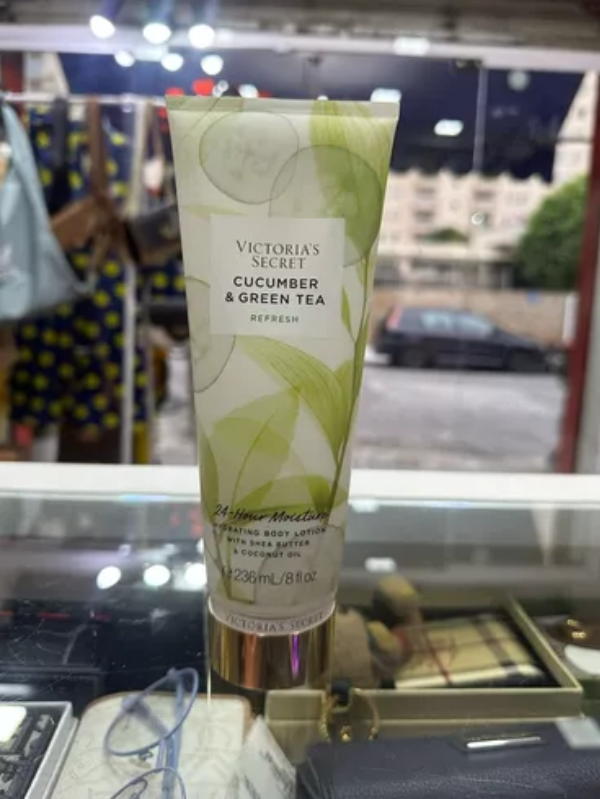 VICTORIA'S
SECRET
CUCUMBER
& GREEN TEA
REFRESH
24-Hour Moisture
HYDRATING BODY LOTION
WITH SHEA BUTTER
& COCONUT OIL
℮ 236 mL/8 fl oz
VICTORIA'S SECRET